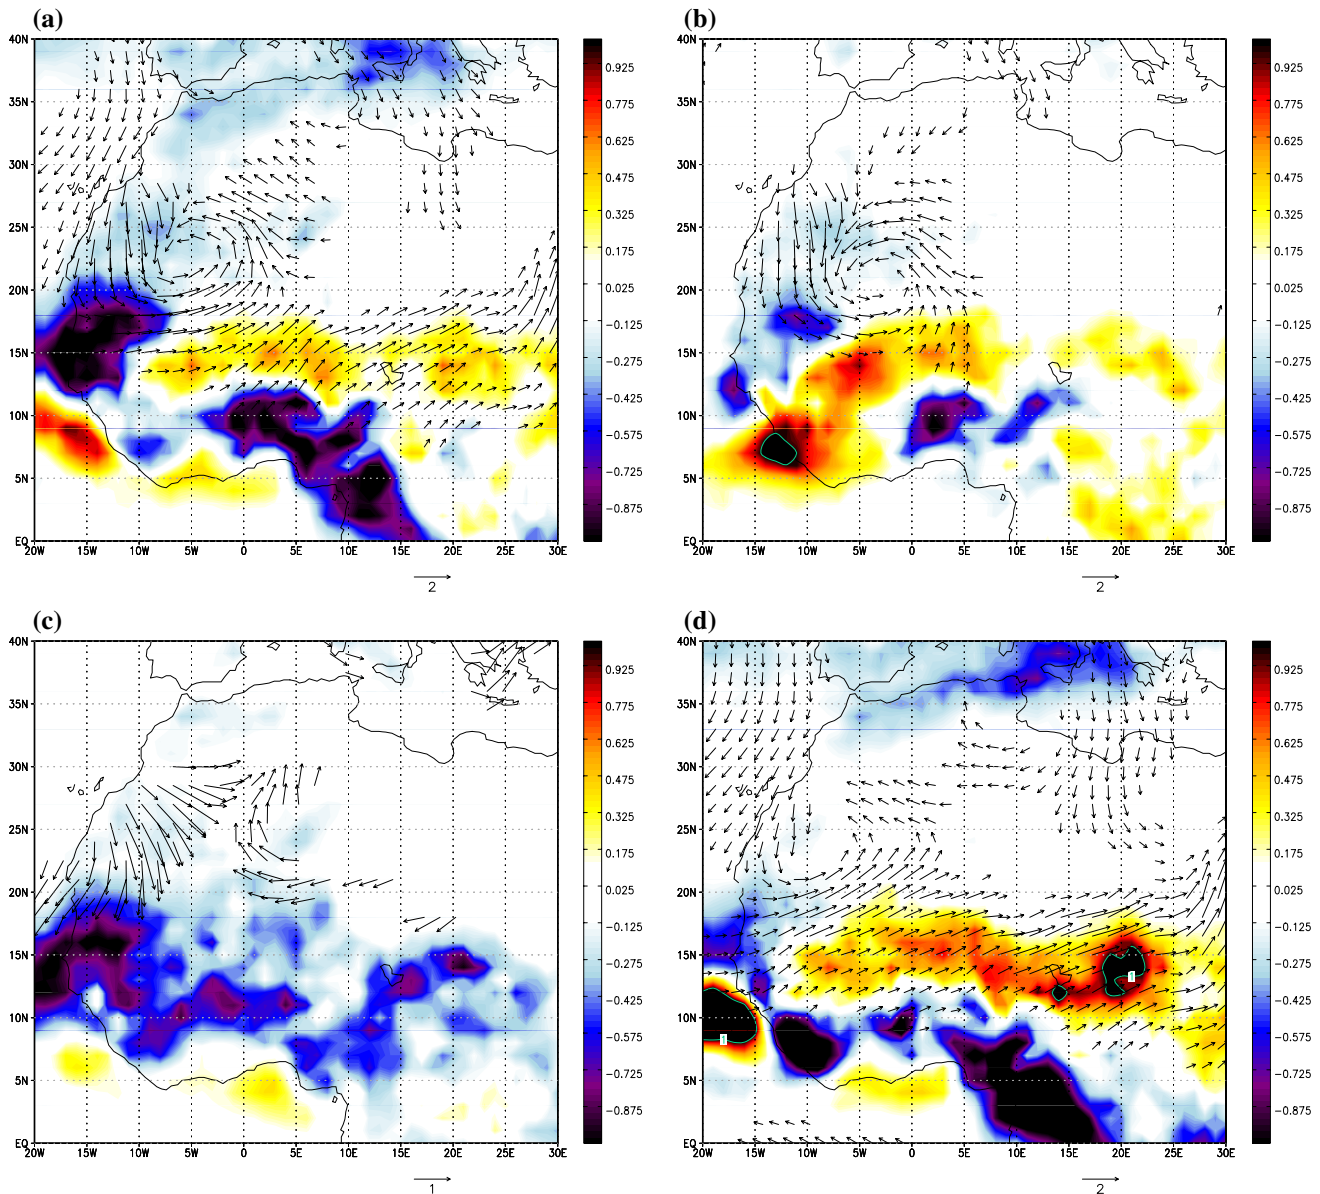 (a)
(b)
40N
35N
30N
25N
20N
15N
10N
5N
EQ
20W 15W 10W 5W 0 5E 10E 15E 20E 25E 30E
0.925
0.775
0.625
0.475
0.325
0.175
0.025
-0.125
-0.275
-0.425
-0.575
-0.725
-0.875
2
40N
35N
30N
25N
20N
15N
10N
5N
EQ
20W 15W 10W 5W 0 5E 10E 15E 20E 25E 30E
0.925
0.775
0.625
0.475
0.325
0.175
0.025
-0.125
-0.275
-0.425
-0.575
-0.725
-0.875
2
(c)
(d)
40N
35N
30N
25N
20N
15N
10N
5N
EQ
20W 15W 10W 5W 0 5E 10E 15E 20E 25E 30E
0.925
0.775
0.625
0.475
0.325
0.175
0.025
-0.125
-0.275
-0.425
-0.575
-0.725
-0.875
1
40N
35N
30N
25N
20N
15N
10N
5N
EQ
1
1
20W 15W 10W 5W 0 5E 10E 15E 20E 25E 30E
0.925
0.775
0.625
0.475
0.325
0.175
0.025
-0.125
-0.275
-0.425
-0.575
-0.725
-0.875
2